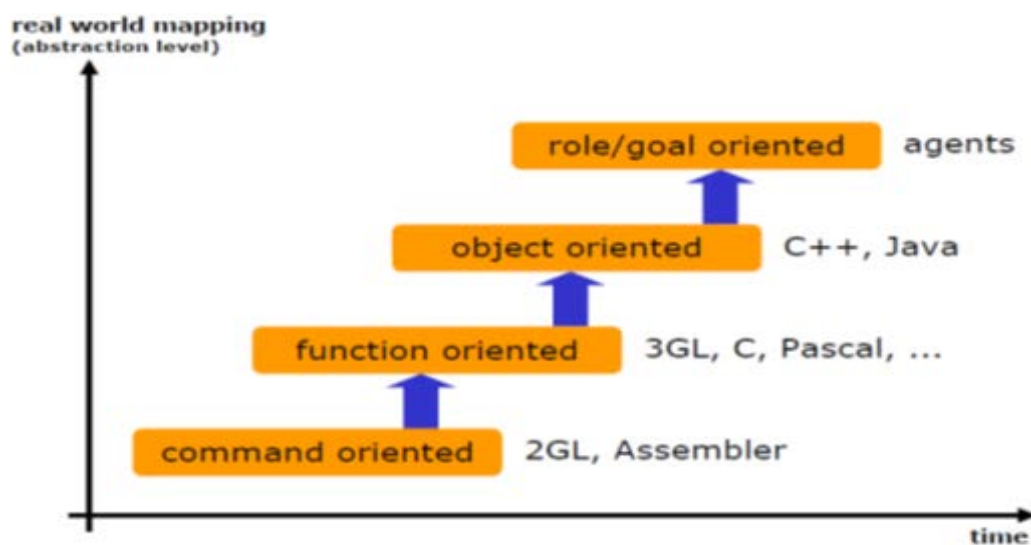 real world mapping
(abstraction level)
role/goal oriented agents
object oriented C++, Java
function oriented 3GL, C, Pascal, ...
command oriented 2GL, Assembler
time